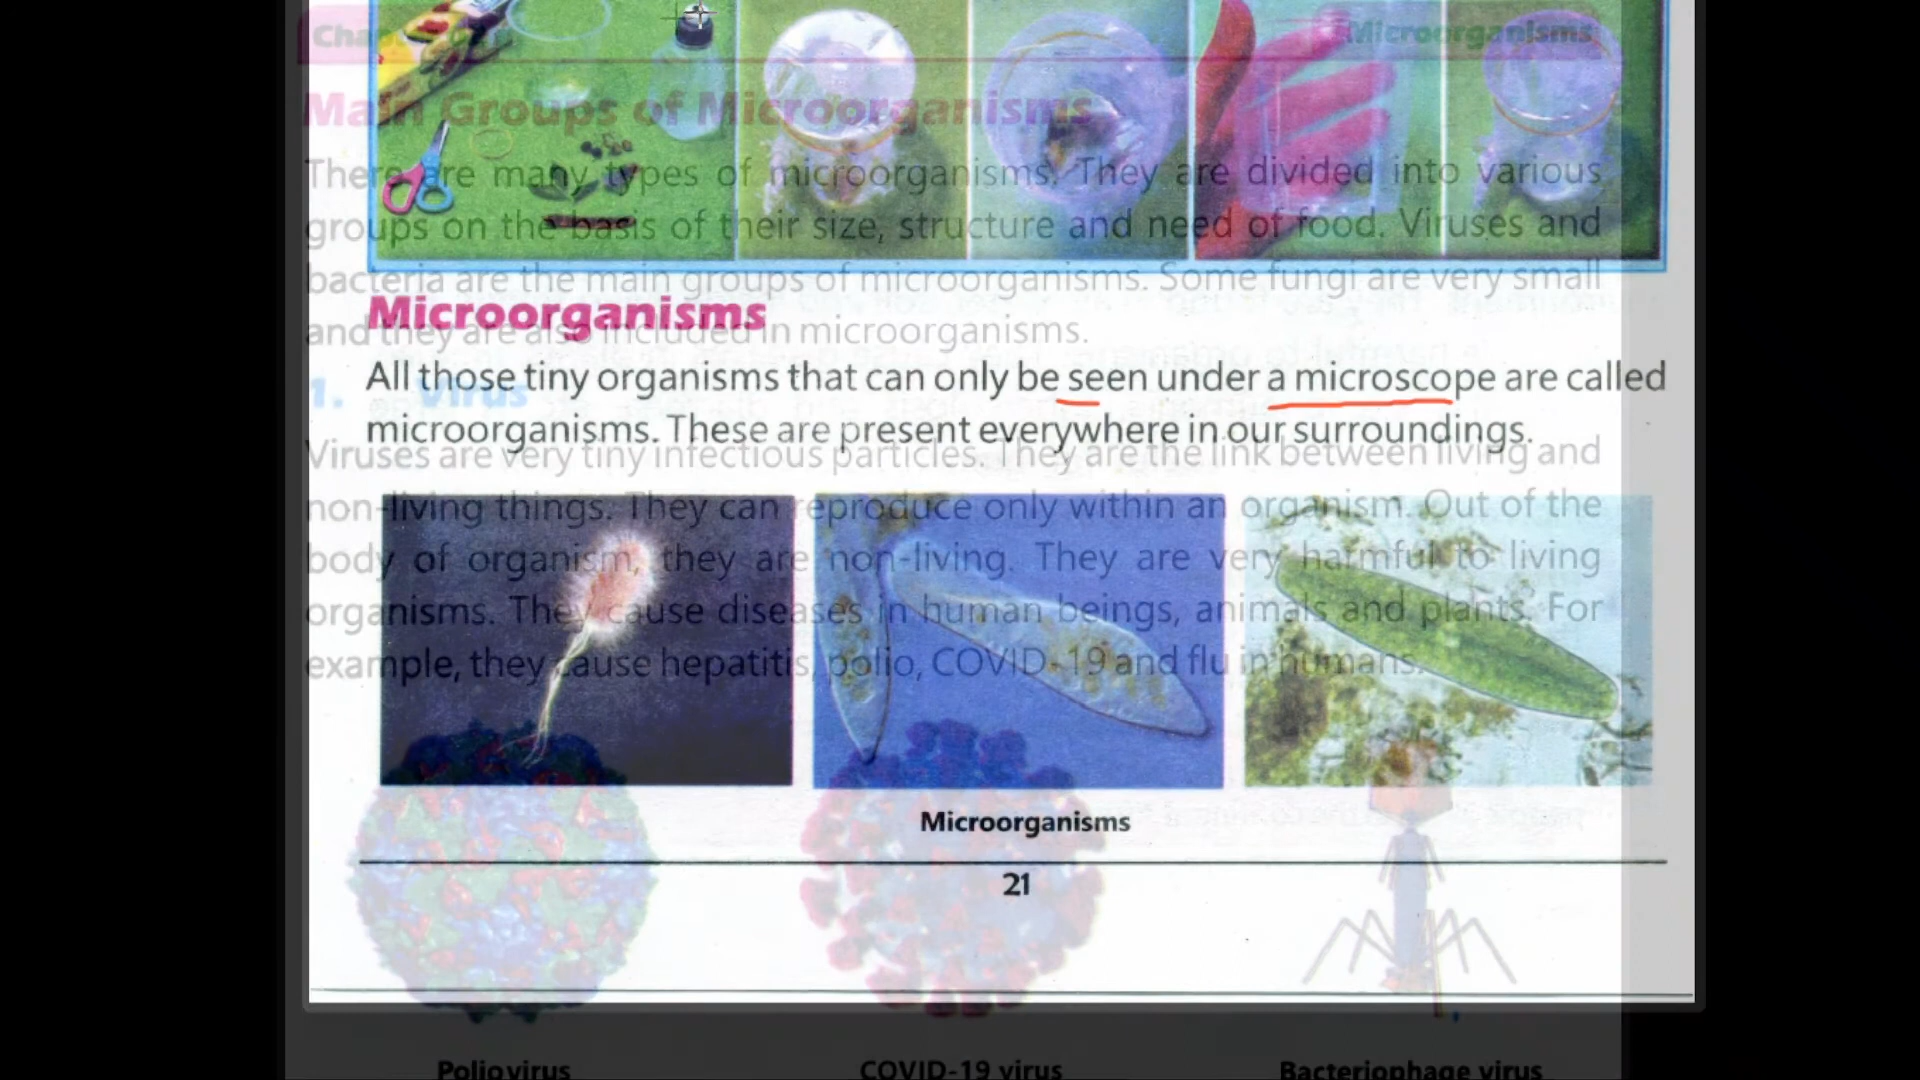 Microorganisms
Main Groups of Microorganisms
There are many types of microorganisms. They are divided into various
groups on the basis of their size, structure and need of food. Viruses and
bacteria are the main groups of microorganisms. Some fungi are very small
and they are also included in microorganisms.
1. Virus
Viruses are very tiny infectious particles. They are the link between living and
non-living things. They can reproduce only within an organism. Out of the
body of organism, they are non-living. They are very harmful to living
organisms. They cause diseases in human beings, animals and plants. For
example, they cause hepatitis, polio, COVID-19 and flu in humans.
Polio virus
COVID-19 virus
Bacteriophage virus
Microorganisms
All those tiny organisms that can only be seen under a microscope are called
microorganisms. These are present everywhere in our surroundings.
Microorganisms
21